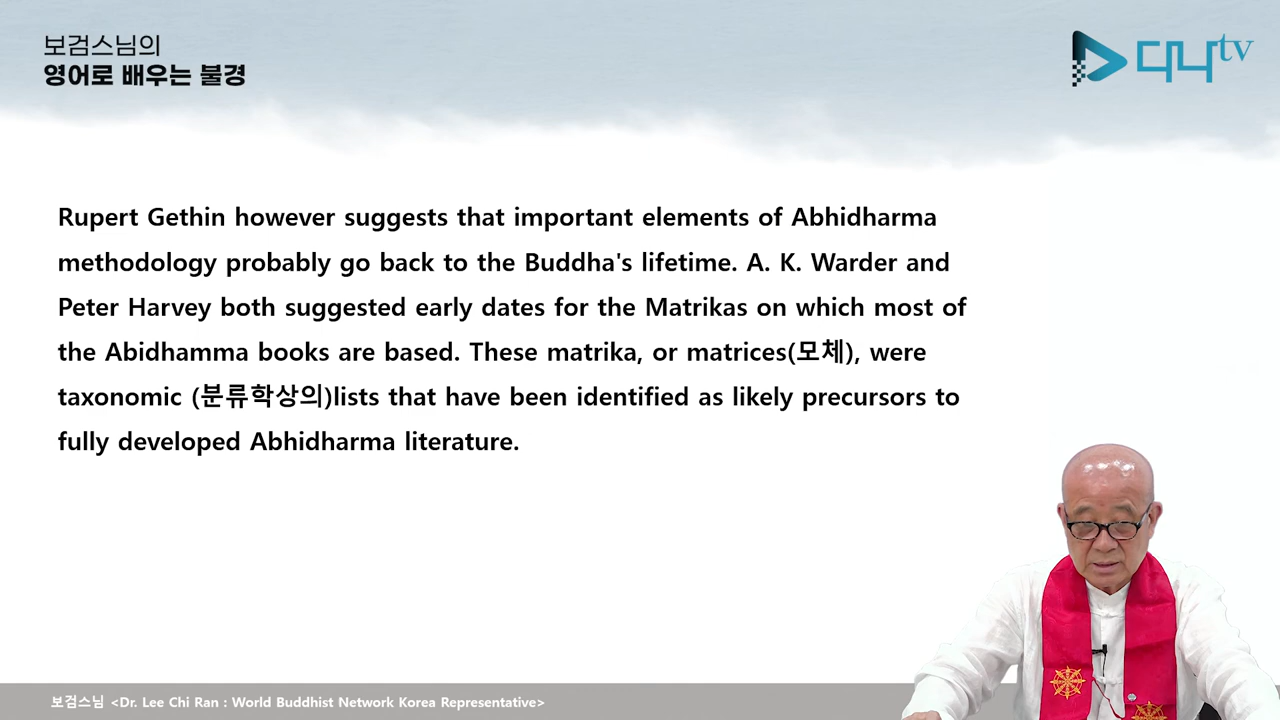 보검스님의
영어로 배우는 불경
다나tv
Rupert Gethin however suggests that important elements of Abhidharma
methodology probably go back to the Buddha's lifetime. A. K. Warder and
Peter Harvey both suggested early dates for the Matrikas on which most of
the Abidhamma books are based. These matrika, or matrices(모체), were
taxonomic (분류학상의)lists that have been identified as likely precursors to
fully developed Abhidharma literature.
보검스님 <Dr. Lee Chi Ran : World Buddhist Network Korea Representative>